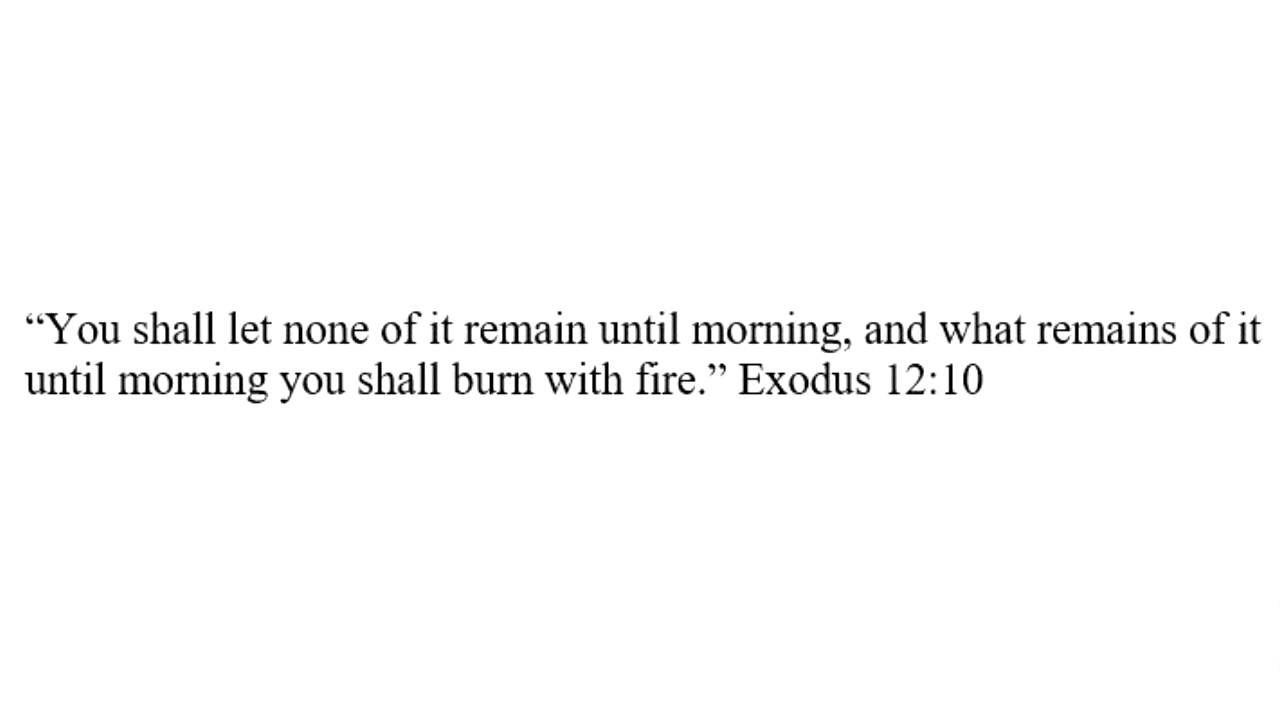 “You shall let none of it remain until morning, and what remains of it
until morning you shall burn with fire.” Exodus 12:10